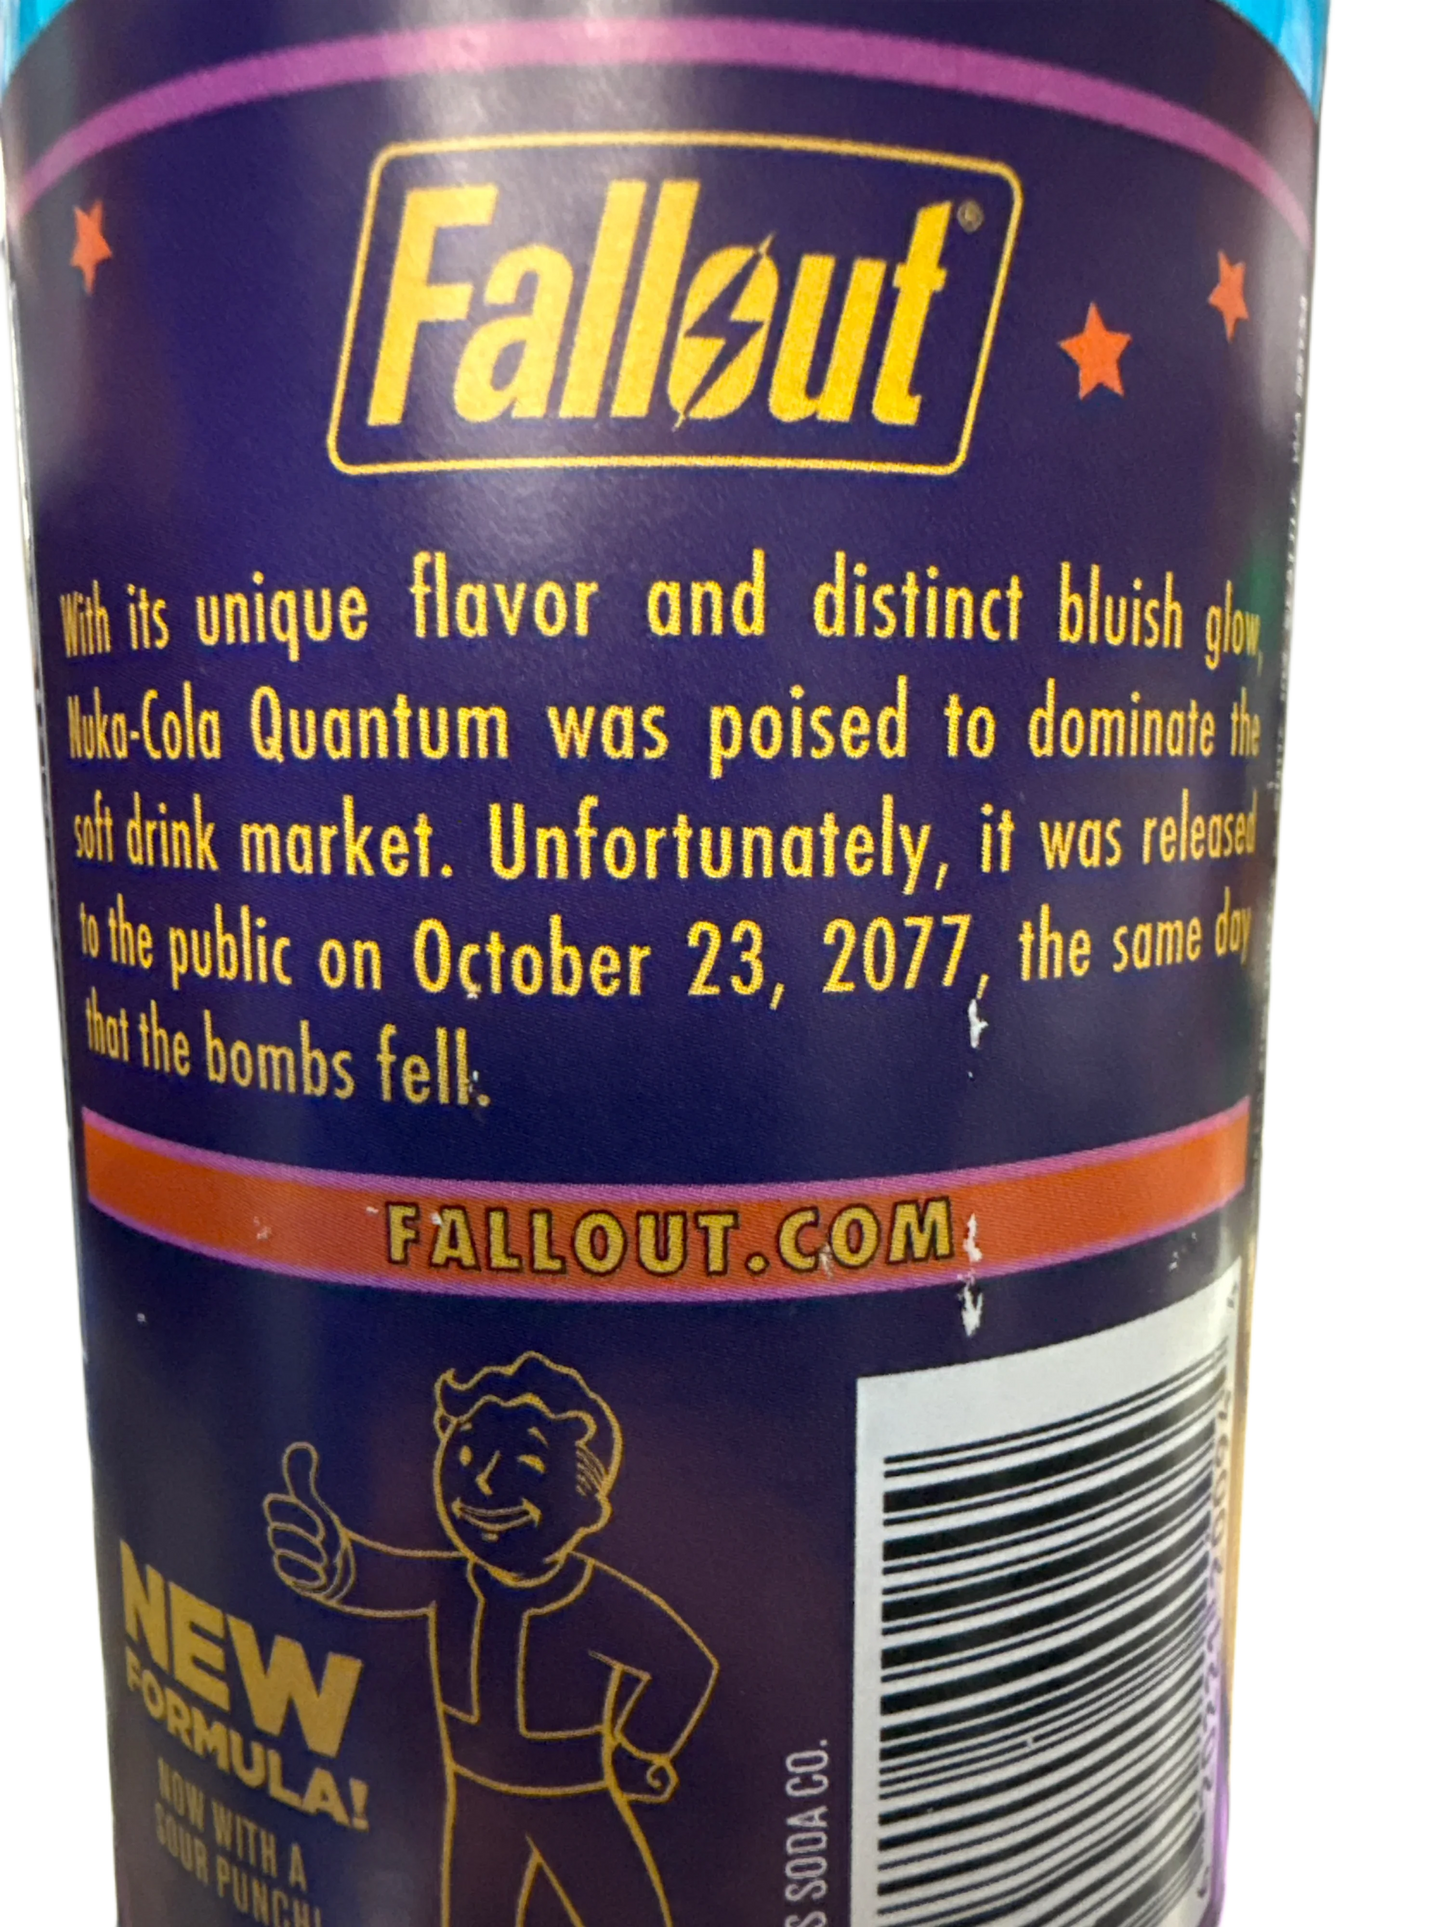 Fallout®
With its unique flavor and distinct bluish glow,
Nuka-Cola Quantum was poised to dominate the
soft drink market. Unfortunately, it was released
to the public on October 23, 2077, the same day
that the bombs fell.
FALLOUT.COM
NEW
FORMULA!
NOW WITH A
SOUR PUNCH!
S SODA CO.